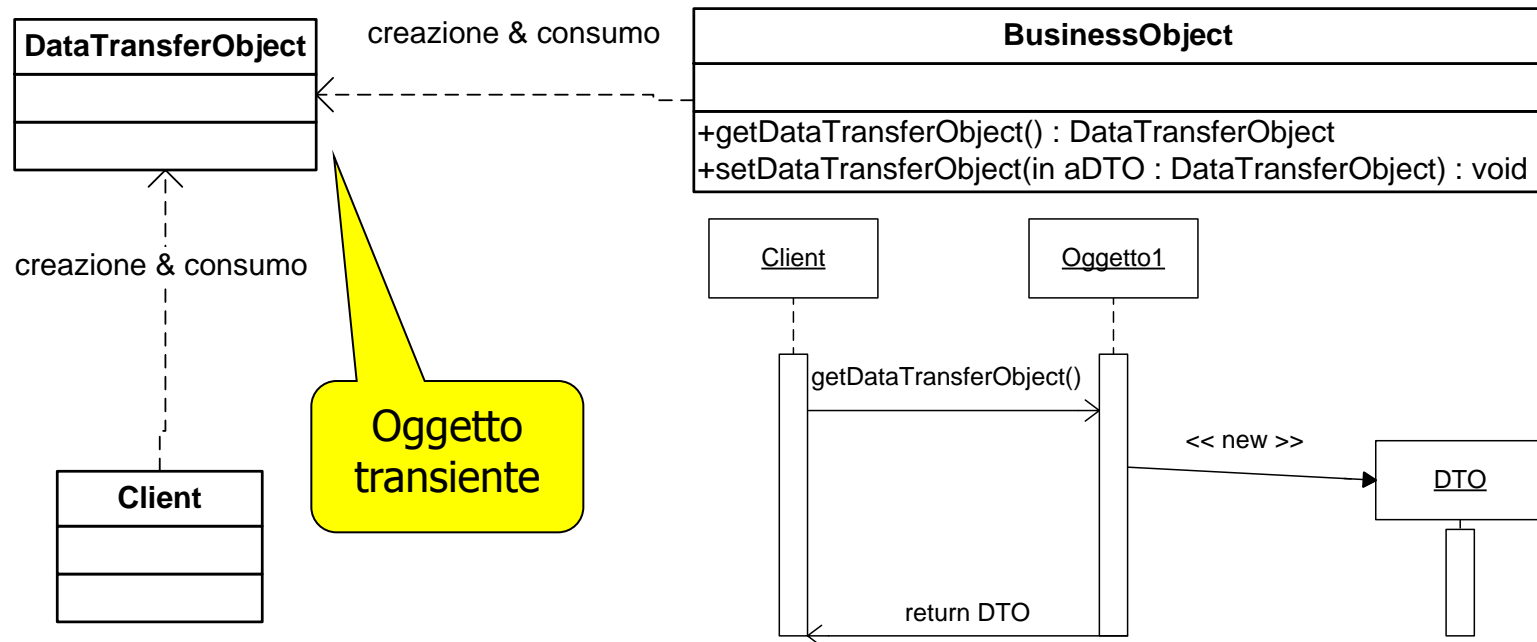 DataTransferObject
creazione & consumo
BusinessObject
+getDataTransferObject() : DataTransferObject
+setDataTransferObject(in aDTO : DataTransferObject) : void
creazione & consumo
Oggetto
transiente
Client
Client
Oggetto1
getDataTransferObject()
<< new >>
DTO
return DTO